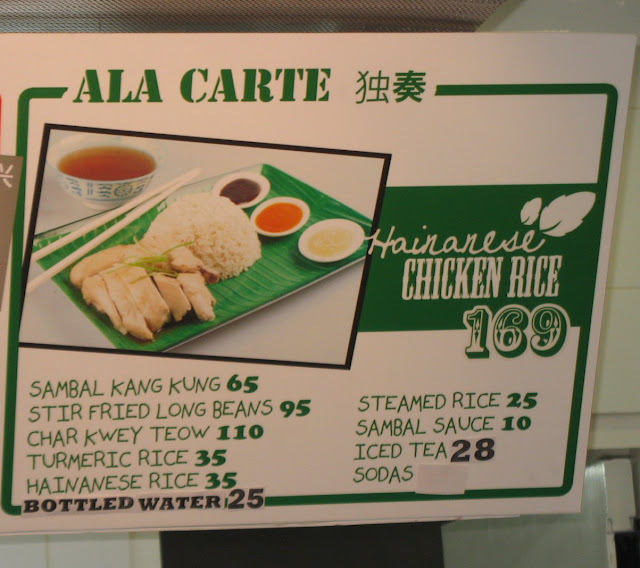 ALA CARTE 独奏
Hainanese
CHICKEN RICE
169
SAMBAL KANG KUNG 65
STIR FRIED LONG BEANS 95
CHAR KWEY TEOW 110
TURMERIC RICE 35
HAINANESE RICE 35
BOTTLED WATER 25
STEAMED RICE 25
SAMBAL SAUCE 10
ICED TEA 28
SODAS